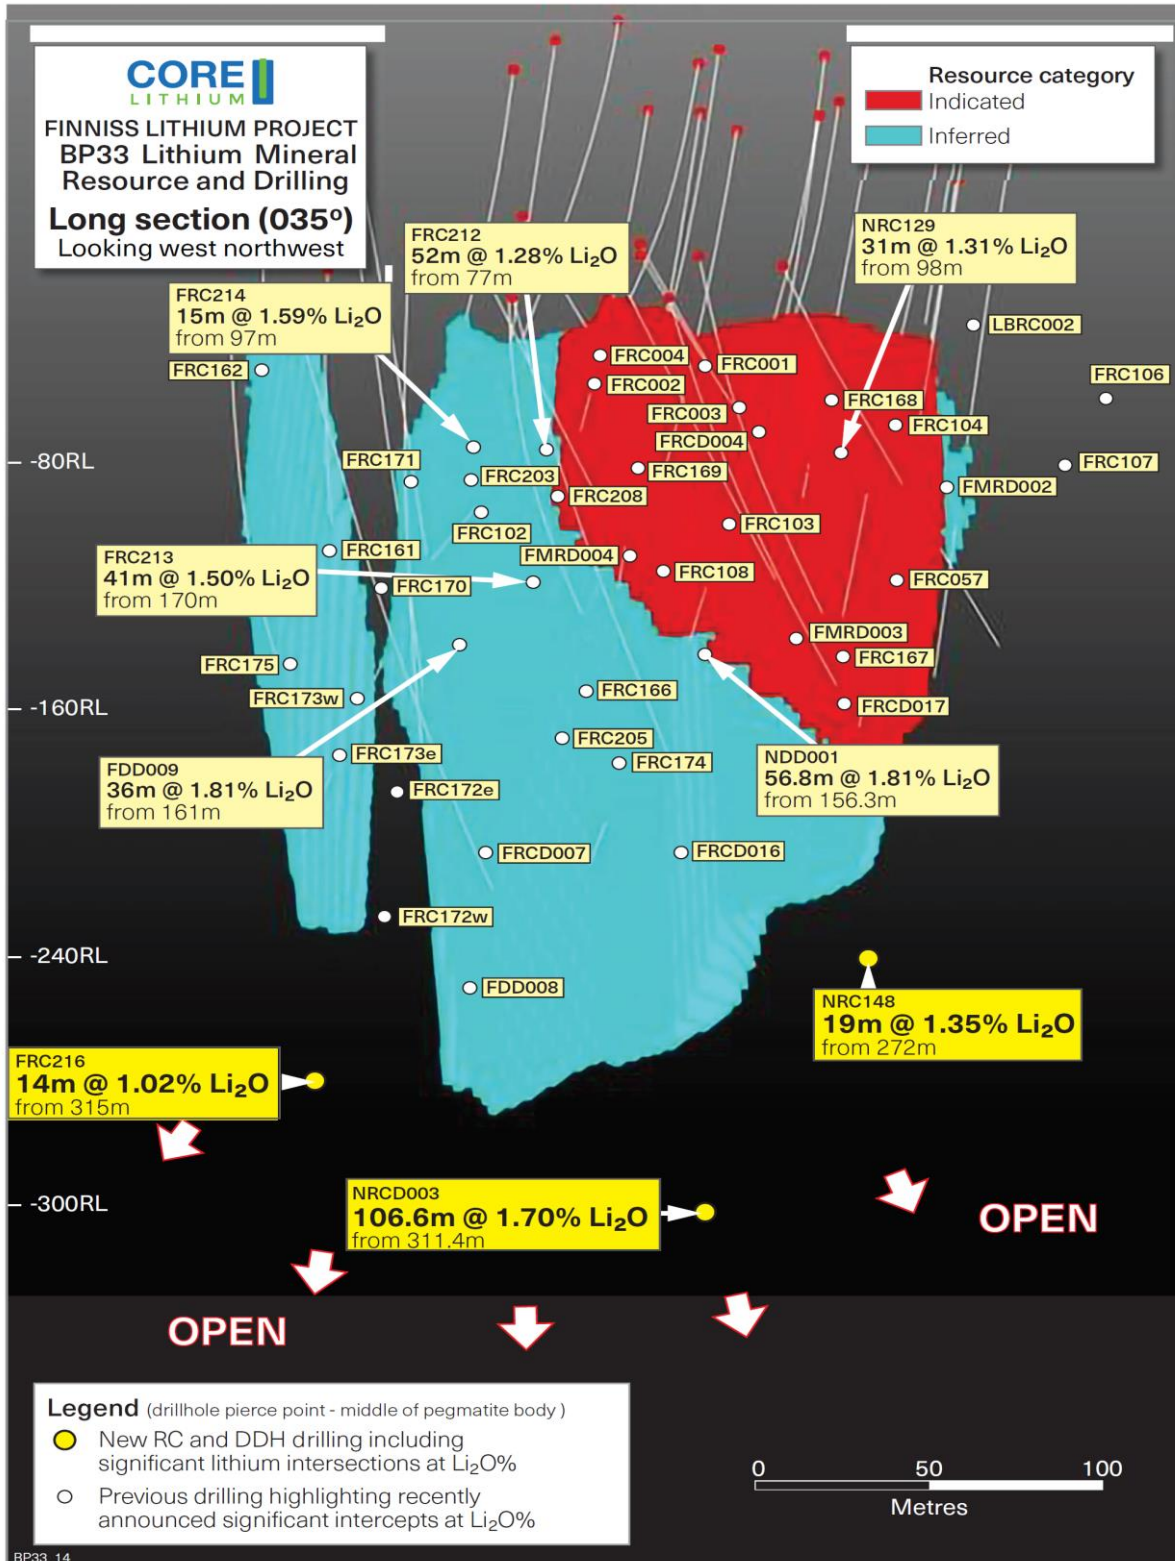 CORE
LITHIUM
FINNISS LITHIUM PROJECT
BP33 Lithium Mineral
Resource and Drilling
Long section (035º)
Looking west northwest
Resource category
Indicated
Inferred
FRC212
52m @ 1.28% Li₂O
from 77m
NRC129
31m @ 1.31% Li₂O
from 98m
FRC214
15m @ 1.59% Li₂O
from 97m
LBRC002
FRC162
FRC004
FRC001
FRC106
FRC002
FRC003
FRC168
FRCD004
FRC104
-80RL
FRC171
FRC203
FRC169
FRC107
FRC208
FMRD002
FRC102
FRC103
FRC213
41m @ 1.50% Li₂O
from 170m
FRC161
FMRD004
FRC170
FRC108
FRC057
FMRD003
FRC175
FRC167
FRC173w
FRC166
-160RL
FRCD017
FRC205
FRC173e
FRC174
FDD009
36m @ 1.81% Li₂O
from 161m
NDD001
56.8m @ 1.81% Li₂O
from 156.3m
FRC172e
FRCD007
FRCD016
FRC172w
-240RL
FDD008
NRC148
19m @ 1.35% Li₂O
from 272m
FRC216
14m @ 1.02% Li₂O
from 315m
-300RL
NRCD003
106.6m @ 1.70% Li₂O
from 311.4m
OPEN
OPEN
Legend (drillhole pierce point - middle of pegmatite body )
New RC and DDH drilling including
significant lithium intersections at Li₂O%
Previous drilling highlighting recently
announced significant intercepts at Li₂O%
0 50 100
Metres
BP33_14